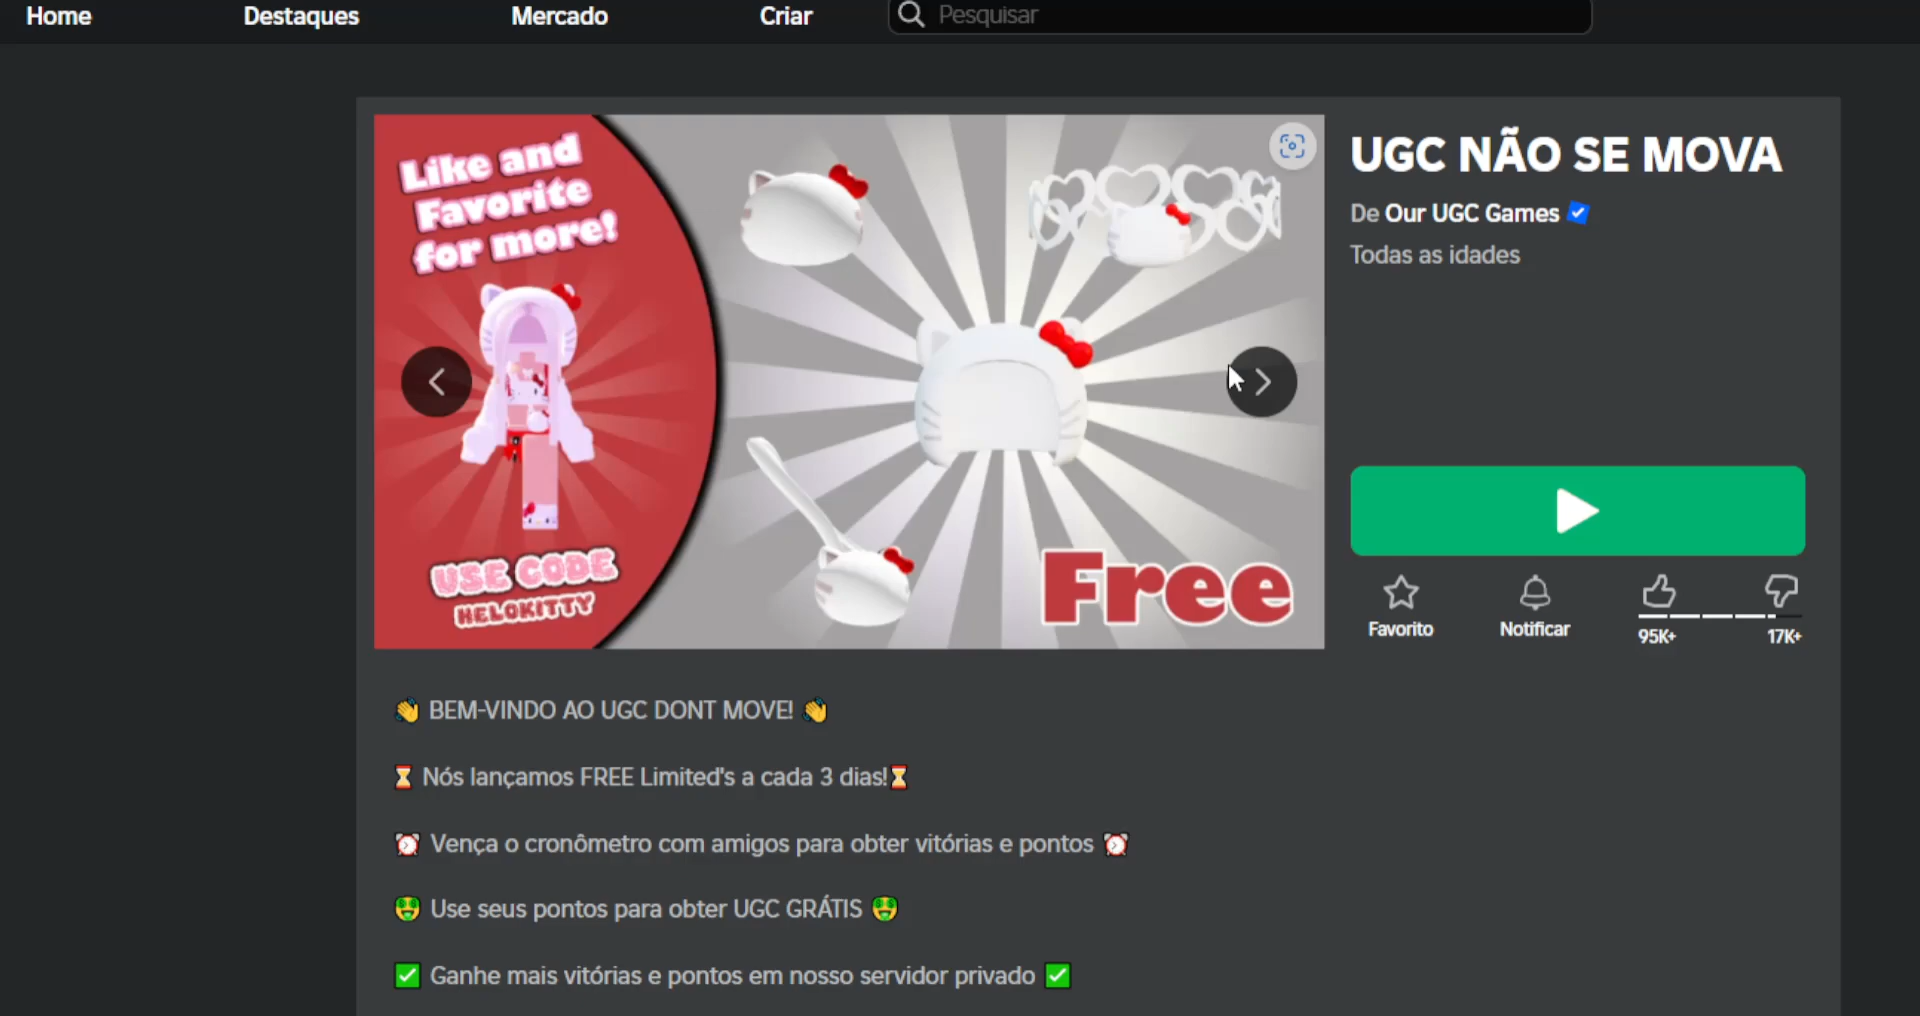 Home Destaques Mercado Criar Pesquisar
Like and
Favorite
for more!
USE CODE
HELOKITTY
Free
UGC NÃO SE MOVA
De Our UGC Games
Todas as idades
Favorito Notificar 95K+ 17K+
👋 BEM-VINDO AO UGC DONT MOVE! 👋
⏳ Nós lançamos FREE Limited's a cada 3 dias!⏳
⏰ Vença o cronômetro com amigos para obter vitórias e pontos ⏰
🤑 Use seus pontos para obter UGC GRÁTIS 🤑
✅ Ganhe mais vitórias e pontos em nosso servidor privado ✅